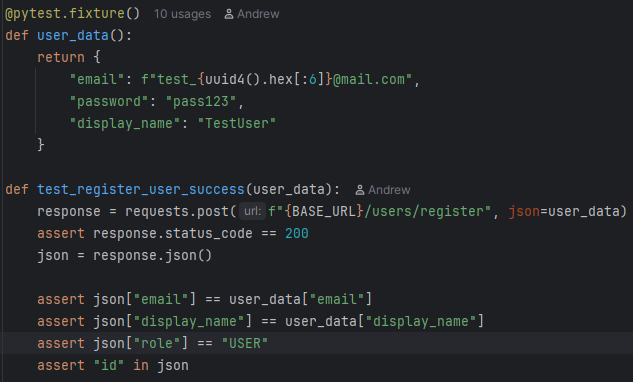 @pytest.fixture() 10 usages Andrew
def user_data():
    return {
        "email": f"test_{uuid4().hex[:6]}@mail.com",
        "password": "pass123",
        "display_name": "TestUser"
    }
def test_register_user_success(user_data): Andrew
    response = requests.post( url: f"{BASE_URL}/users/register", json=user_data)
    assert response.status_code == 200
    json = response.json()
    assert json["email"] == user_data["email"]
    assert json["display_name"] == user_data["display_name"]
    assert json["role"] == "USER"
    assert "id" in json